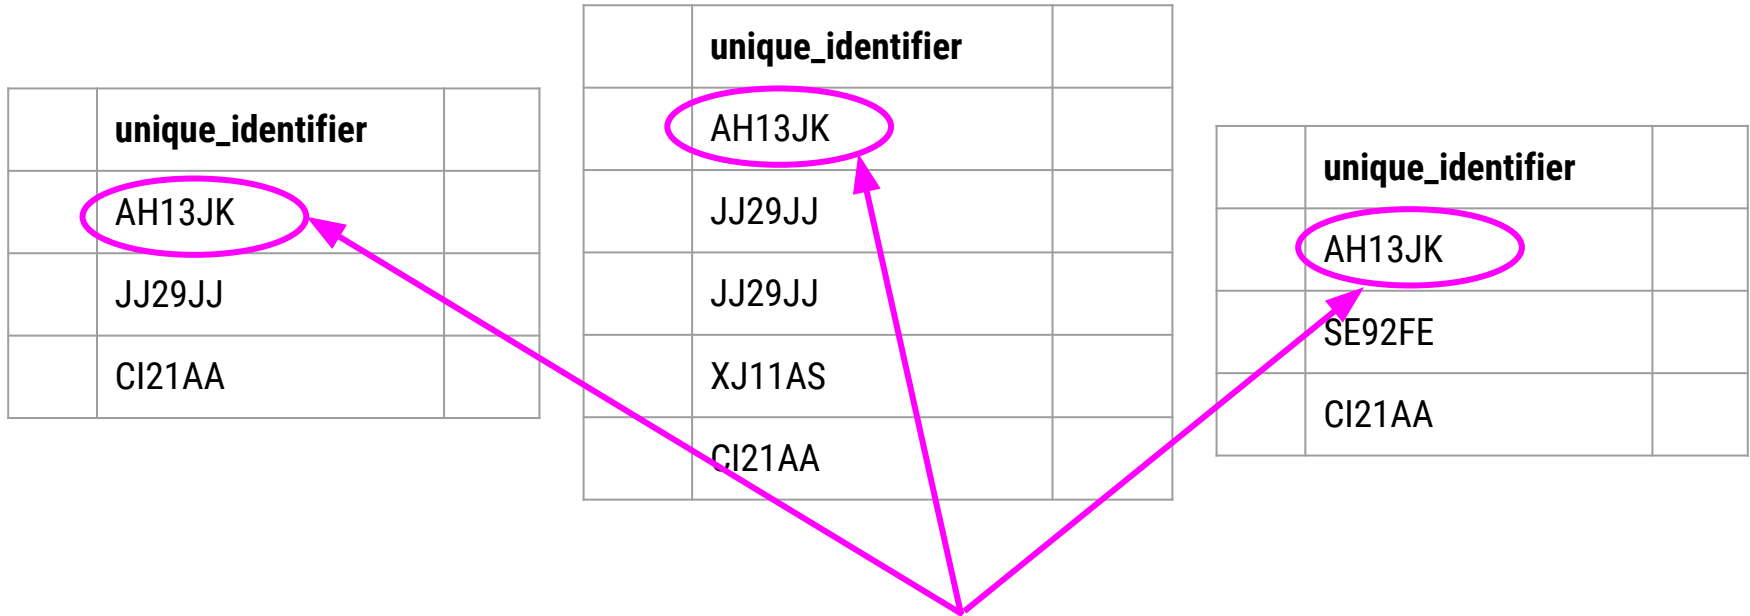 unique_identifier
AH13JK
JJ29JJ
CI21AA
unique_identifier
AH13JK
JJ29JJ
JJ29JJ
XJ11AS
CI21AA
unique_identifier
AH13JK
SE92FE
CI21AA